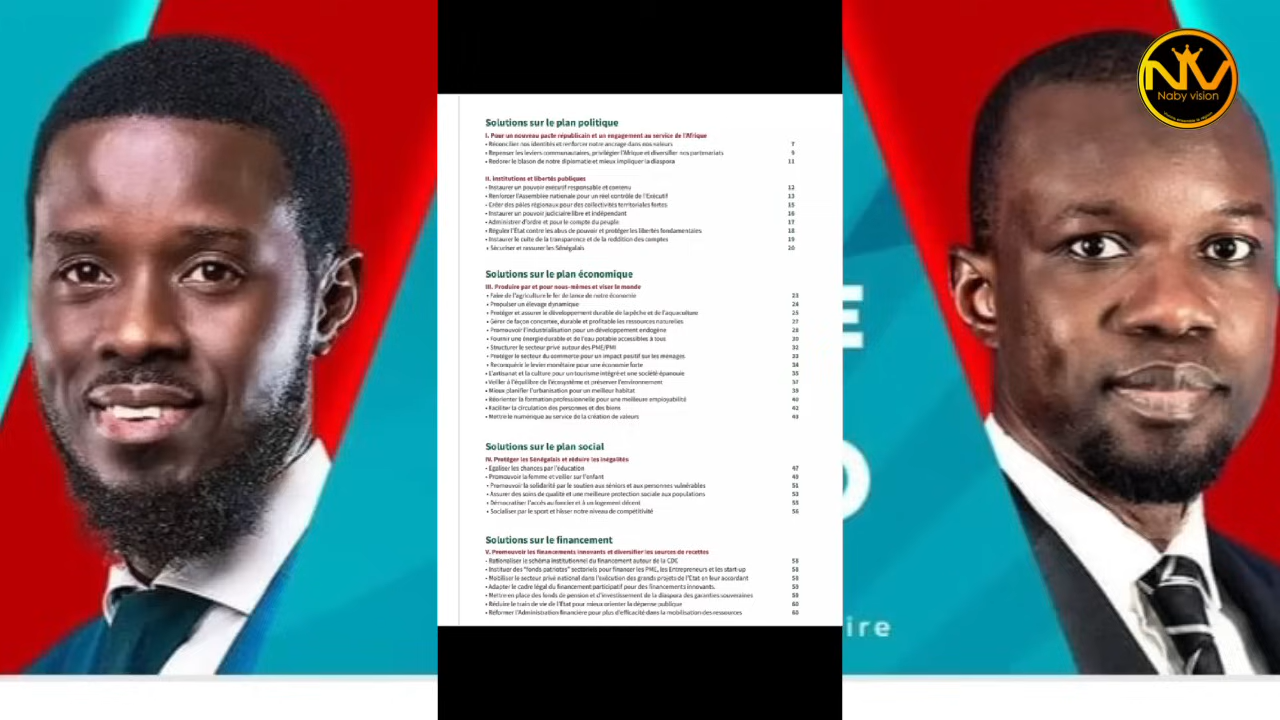 Solutions sur le plan politique
I. Pour un nouveau pacte républicain et un engagement au service de l'Afrique
• Réconcilier nos identités et renforcer notre ancrage dans nos valeurs 7
• Repenser les leviers communautaires, privilégier l'Afrique et diversifier nos partenariats 9
• Redorer le blason de notre diplomatie et mieux impliquer la diaspora 11
II. Institutions et libertés publiques
• Instaurer un pouvoir exécutif responsable et contenu 12
• Renforcer l'Assemblée nationale pour un réel contrôle de l'Exécutif 13
• Créer des pôles régionaux pour des collectivités territoriales fortes 15
• Instaurer un pouvoir judiciaire libre et indépendant 16
• Administrer d'ordre et pour le compte du peuple 17
• Réguler l'État contre les abus de pouvoir et protéger les libertés fondamentales 18
• Instaurer le culte de la transparence et de la reddition des comptes 19
• Sécuriser et rassurer les Sénégalais 20
Solutions sur le plan économique
III. Produire par et pour nous-mêmes et viser le monde
• Faire de l'agriculture le fer de lance de notre économie 23
• Propulser un élevage dynamique 24
• Protéger et assurer le développement durable de la pêche et de l'aquaculture 25
• Gérer de façon concertée, durable et profitable les ressources naturelles 27
• Promouvoir l'industrialisation pour un développement endogène 28
• Fournir une énergie durable et de l'eau potable accessibles à tous 30
• Structurer le secteur privé autour des PME/PMI 32
• Protéger le secteur du commerce pour un impact positif sur les ménages 33
• Reconquérir le levier monétaire pour une économie forte 34
• L'artisanat et la culture pour un tourisme intégré et une société épanouie 35
• Veiller à l'équilibre de l'écosystème et préserver l'environnement 37
• Mieux planifier l'urbanisation pour un meilleur habitat 39
• Réorienter la formation professionnelle pour une meilleure employabilité 40
• Faciliter la circulation des personnes et des biens 42
• Mettre le numérique au service de la création de valeurs 43
Solutions sur le plan social
IV. Protéger les Sénégalais et réduire les inégalités
• Egaliser les chances par l'éducation 47
• Promouvoir la femme et veiller sur l'enfant 49
• Promouvoir la solidarité par le soutien aux séniors et aux personnes vulnérables 51
• Assurer des soins de qualité et une meilleure protection sociale aux populations 53
• Démocratiser l'accès au foncier et à un logement décent 55
• Socialiser par le sport et hisser notre niveau de compétitivité 56
Solutions sur le financement
V. Promouvoir les financements innovants et diversifier les sources de recettes
• Rationaliser le schéma institutionnel du financement autour de la CDC 58
• Instituer des "fonds patriotes" sectoriels pour financer les PME, les Entrepreneurs et les start-up 58
• Mobiliser le secteur privé national dans l'exécution des grands projets de l'Etat en leur accordant 58
• Adapter le cadre légal du financement participatif pour des financements innovants. 59
• Mettre en place des fonds de pension et d'investissement de la diaspora des garanties souveraines 59
• Réduire le train de vie de l'État pour mieux orienter la dépense publique 60
• Réformer l'Administration financière pour plus d'efficacité dans la mobilisation des ressources 60
NV
Naby vision
E
O
ire